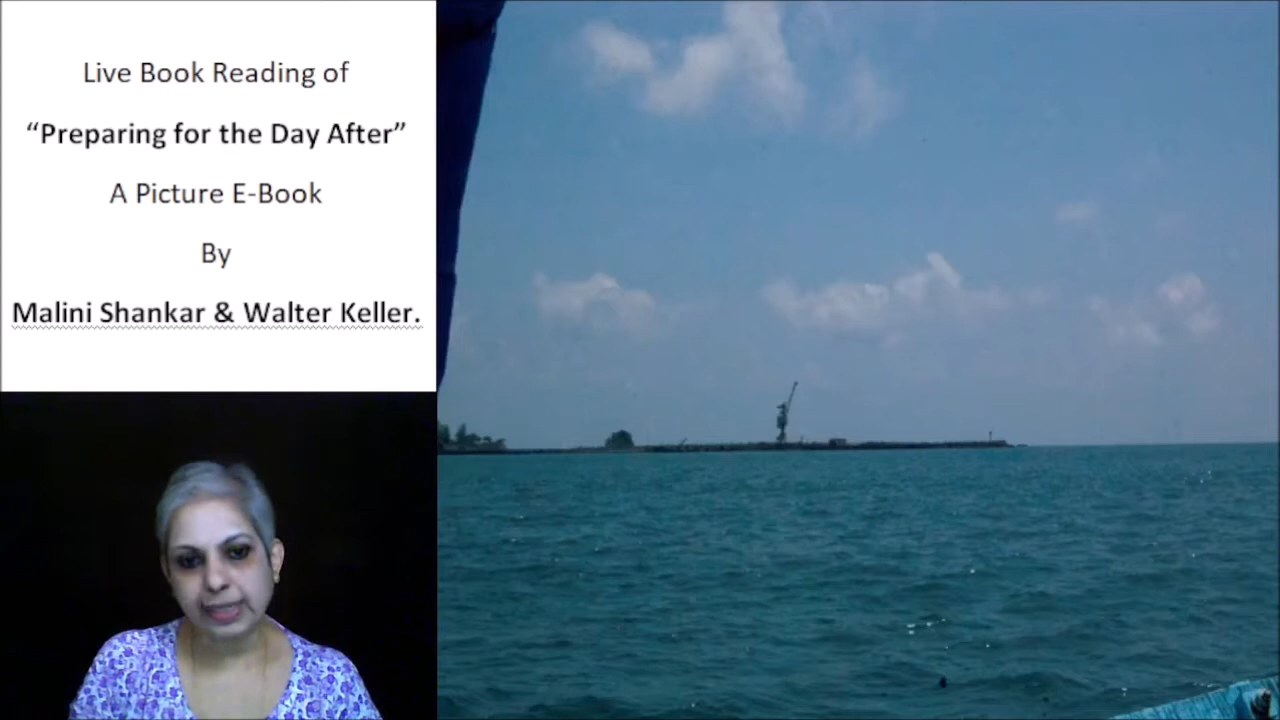 Live Book Reading of
“Preparing for the Day After”
A Picture E-Book
By
Malini Shankar & Walter Keller.